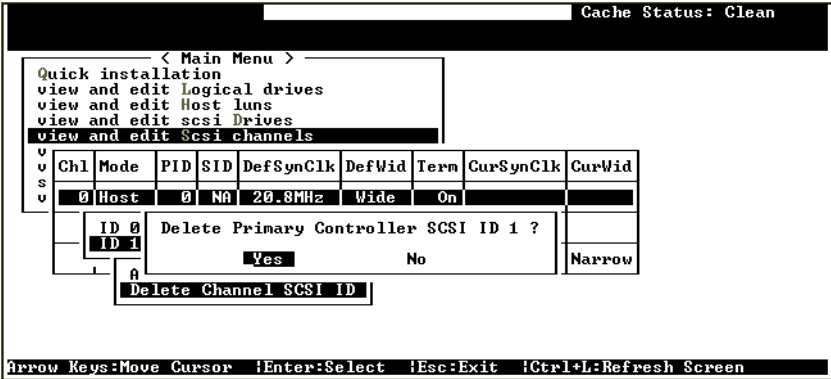 Cache Status: Clean
< Main Menu >
Quick installation
view and edit Logical drives
view and edit Host luns
view and edit scsi Drives
view and edit Scsi channels
v
v
s
v
Chl Mode PID SID DefSynClk DefWid Term CurSynClk CurWid
0 Host 0 NA 20.8MHz Wide On
ID 0
ID 1
Delete Primary Controller SCSI ID 1 ?
Yes No
Narrow
A
Delete Channel SCSI ID
Arrow Keys:Move Cursor |Enter:Select |Esc:Exit |Ctrl+L:Refresh Screen